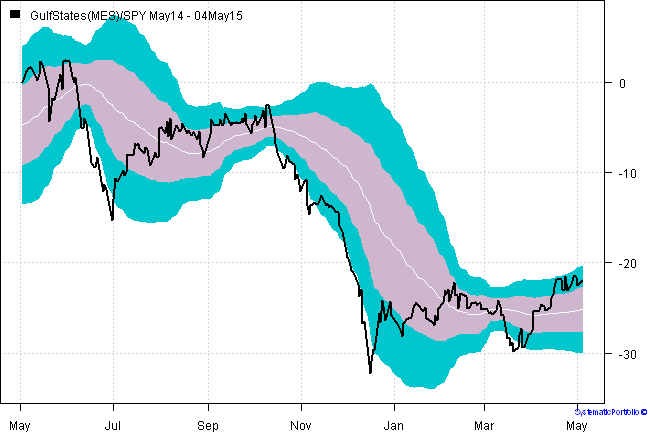 GulfStates(MES)/SPY May14 - 04May15
0
-10
-20
-30
May Jul Sep Nov Jan Mar May
SystematicPortfolio ©